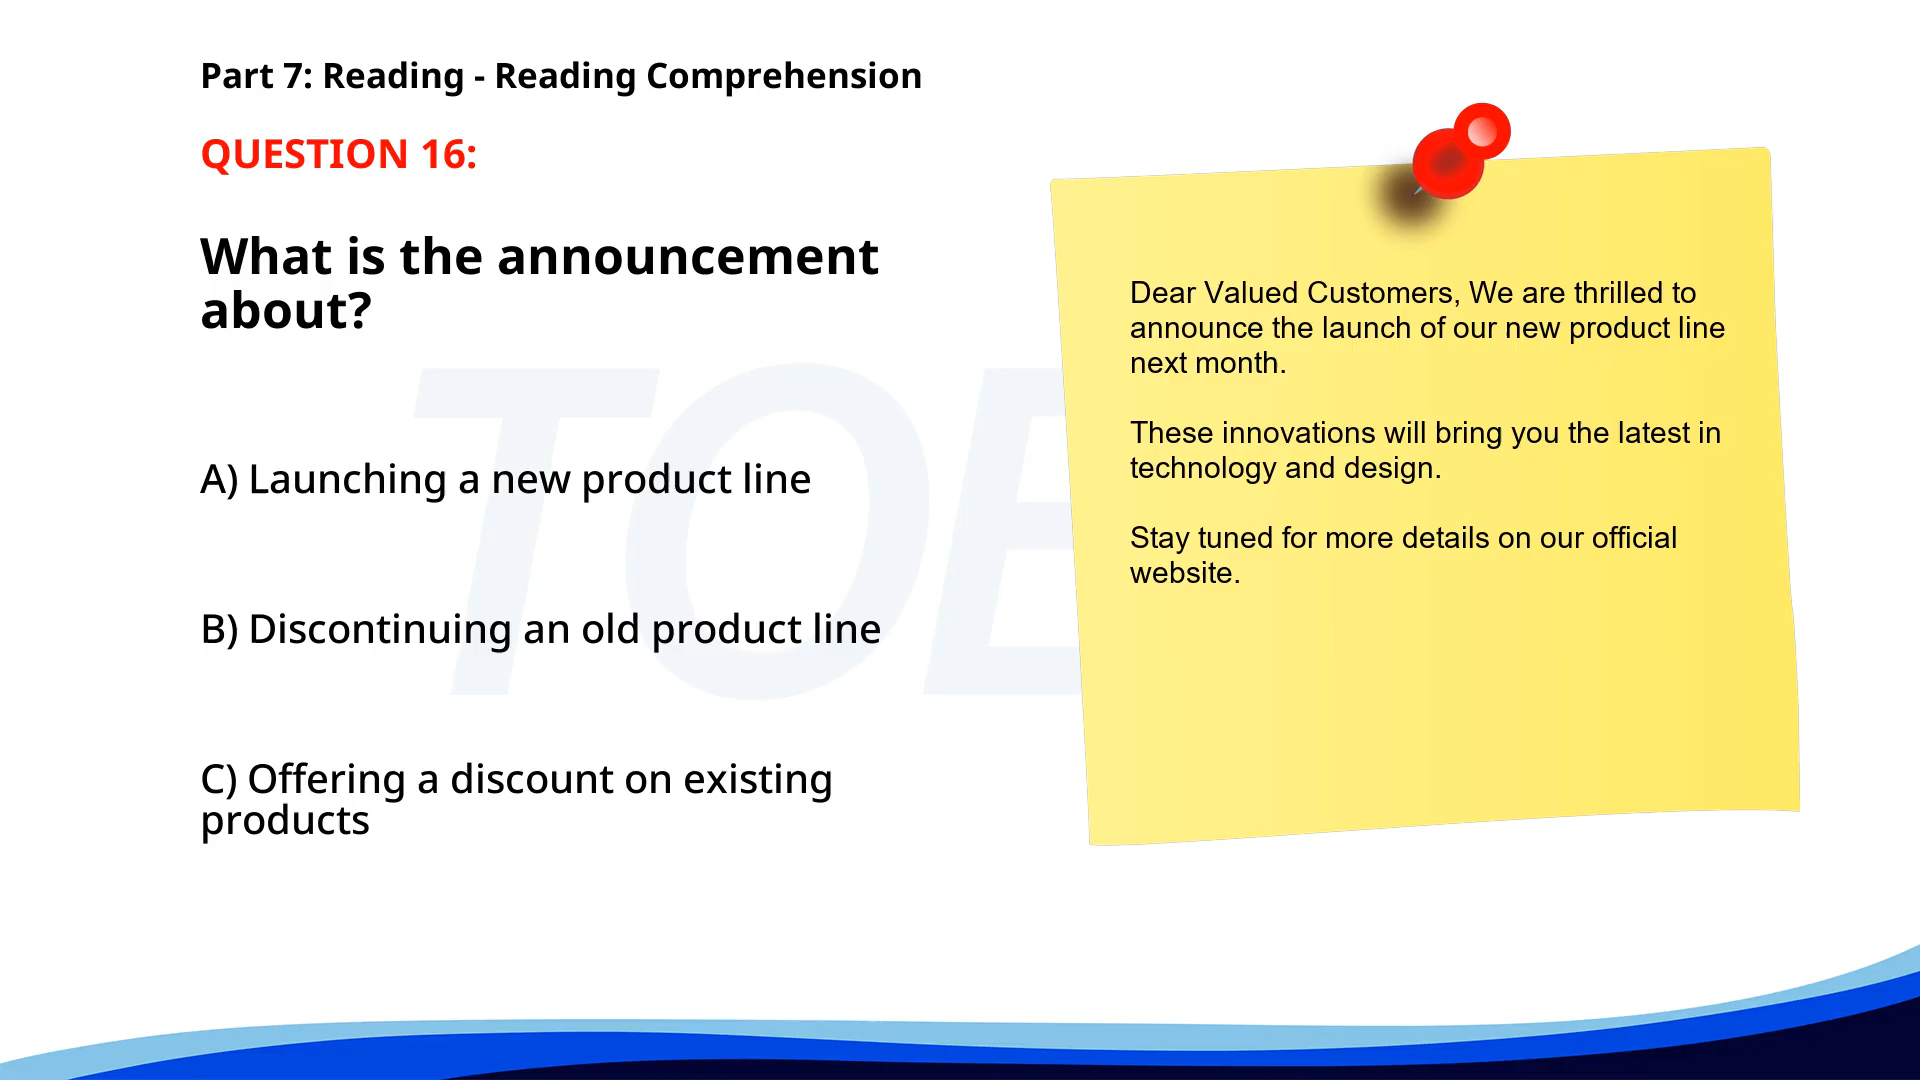 Part 7: Reading - Reading Comprehension
QUESTION 16:
What is the announcement
about?
A) Launching a new product line
B) Discontinuing an old product line
C) Offering a discount on existing
products
Dear Valued Customers, We are thrilled to
announce the launch of our new product line
next month.
These innovations will bring you the latest in
technology and design.
Stay tuned for more details on our official
website.